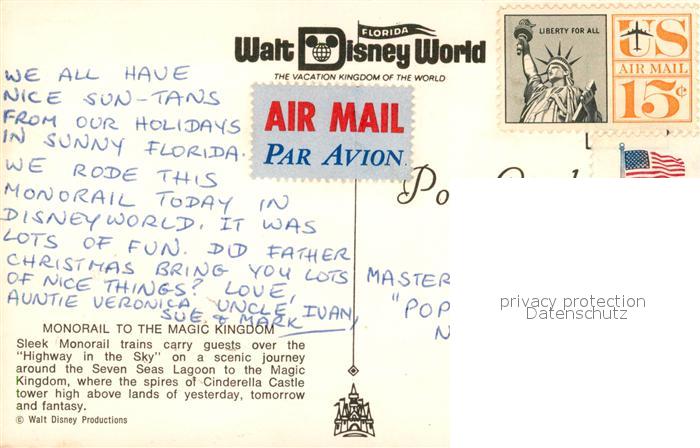 FLORIDA
Walt Disney World
THE VACATION KINGDOM OF THE WORLD
LIBERTY FOR ALL
US
AIR MAIL
15¢
AIR MAIL
PAR AVION
WE ALL HAVE
NICE SUN-TANS
FROM OUR HOLIDAYS
IN SUNNY FLORIDA.
WE RODE THIS
MONORAIL TODAY IN
DISNEYWORLD. IT WAS
LOTS OF FUN. DID FATHER
CHRISTMAS BRING YOU LOTS
OF NICE THINGS? LOVE,
AUNTIE VERONICA, UNCLE IVAN,
SUE & MARK
MASTER
"POP
N
privacy protection
Datenschutz
MONORAIL TO THE MAGIC KINGDOM
Sleek Monorail trains carry guests over the
"Highway in the Sky" on a scenic journey
around the Seven Seas Lagoon to the Magic
Kingdom, where the spires of Cinderella Castle
tower high above lands of yesterday, tomorrow
and fantasy.
© Walt Disney Productions